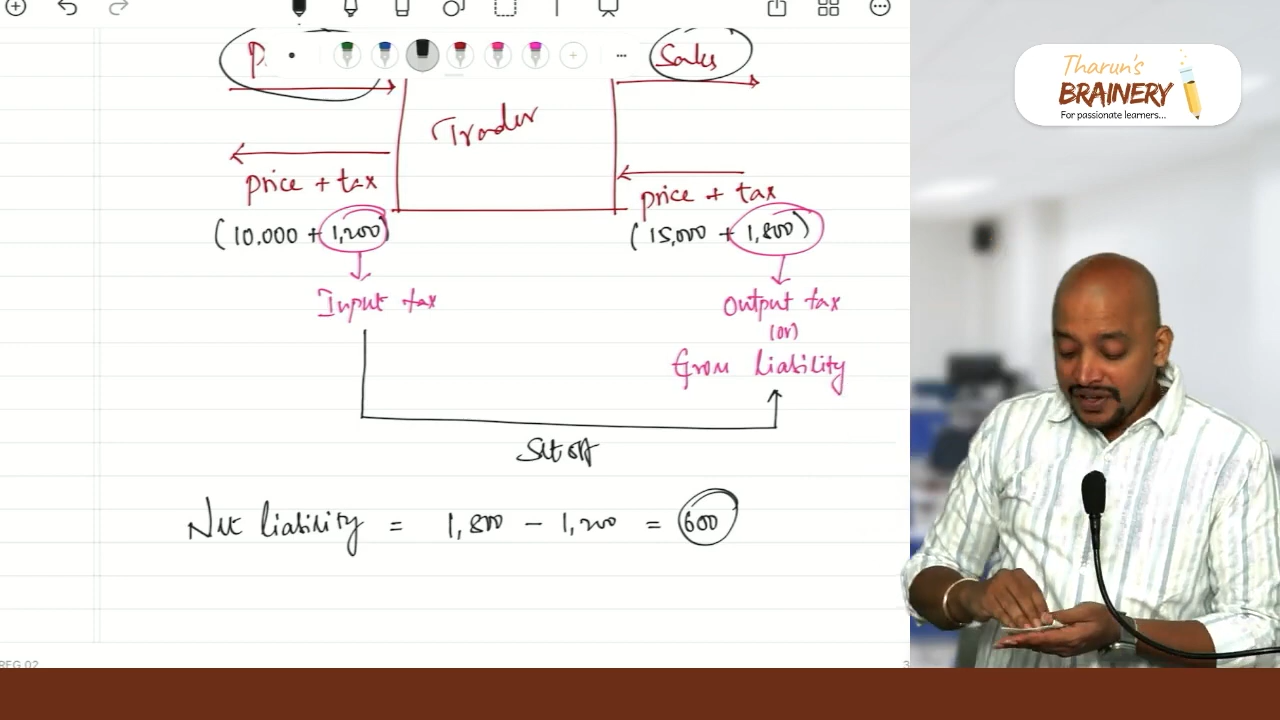 Tharun's
BRAINERY
For passionate learners...
Sales
Trader
price + tax
price + tax
(10,000 + 1,200)
(15,000 + 1,800)
Input tax
Output tax
(or)
Gross liability
Set off
Net liability = 1,800 - 1,200 = 600